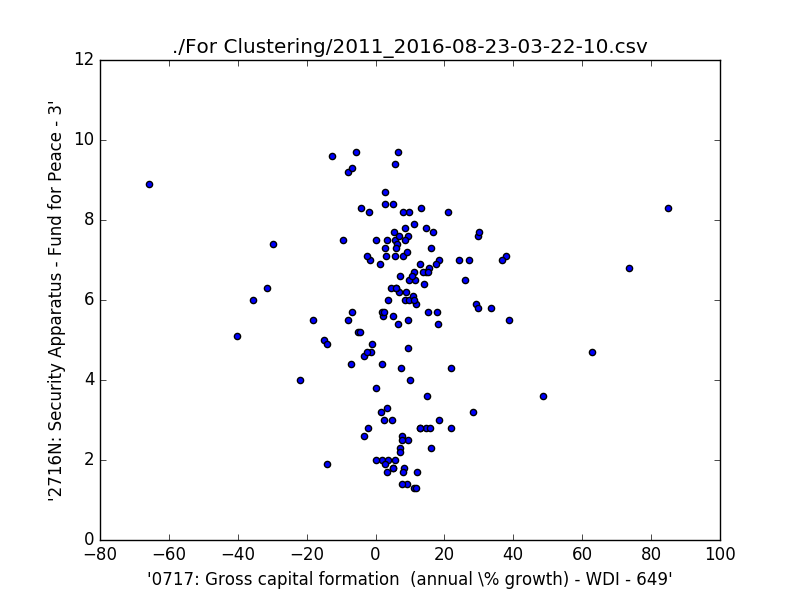 ./For Clustering/2011_2016-08-23-03-22-10.csv
12
10
8
6
4
2
0
'2716N: Security Apparatus - Fund for Peace - 3'
−80 −60 −40 −20 0 20 40 60 80 100
'0717: Gross capital formation  (annual \% growth) - WDI - 649'